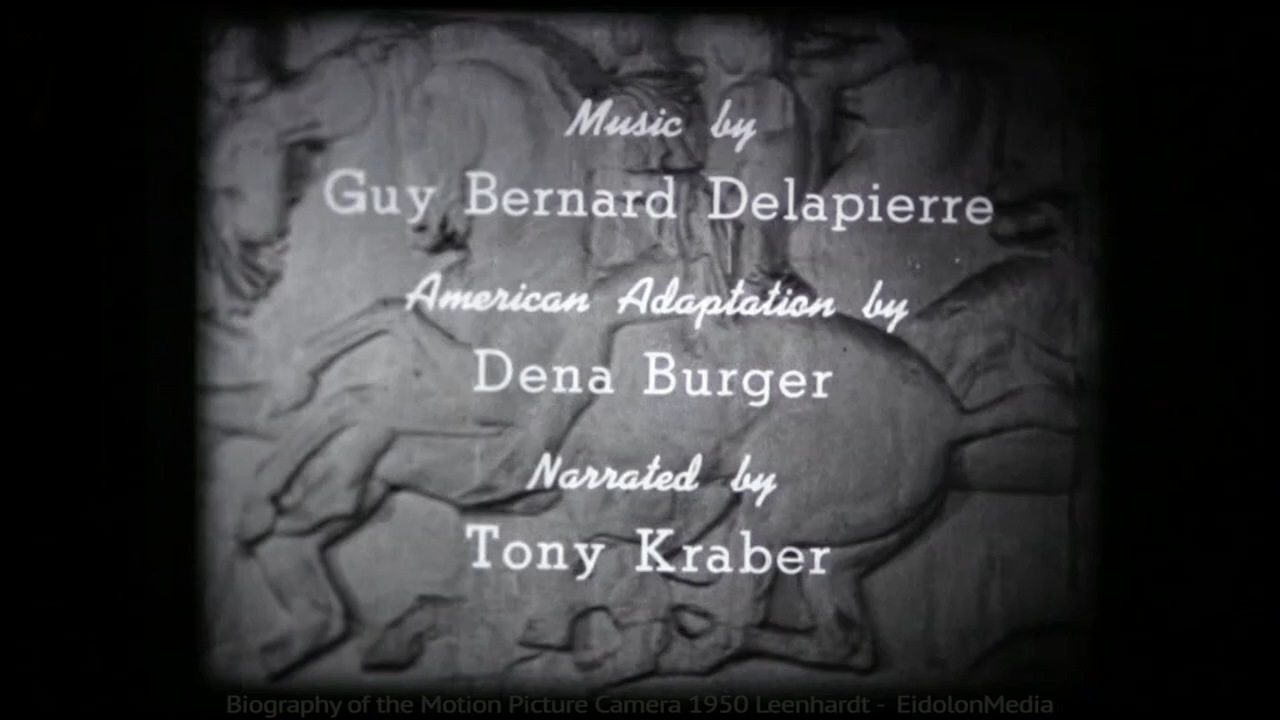 Music by
Guy Bernard Delapierre
American Adaptation by
Dena Burger
Narrated by
Tony Kraber
Biography of the Motion Picture Camera 1950 Leenhardt - EidolonMedia